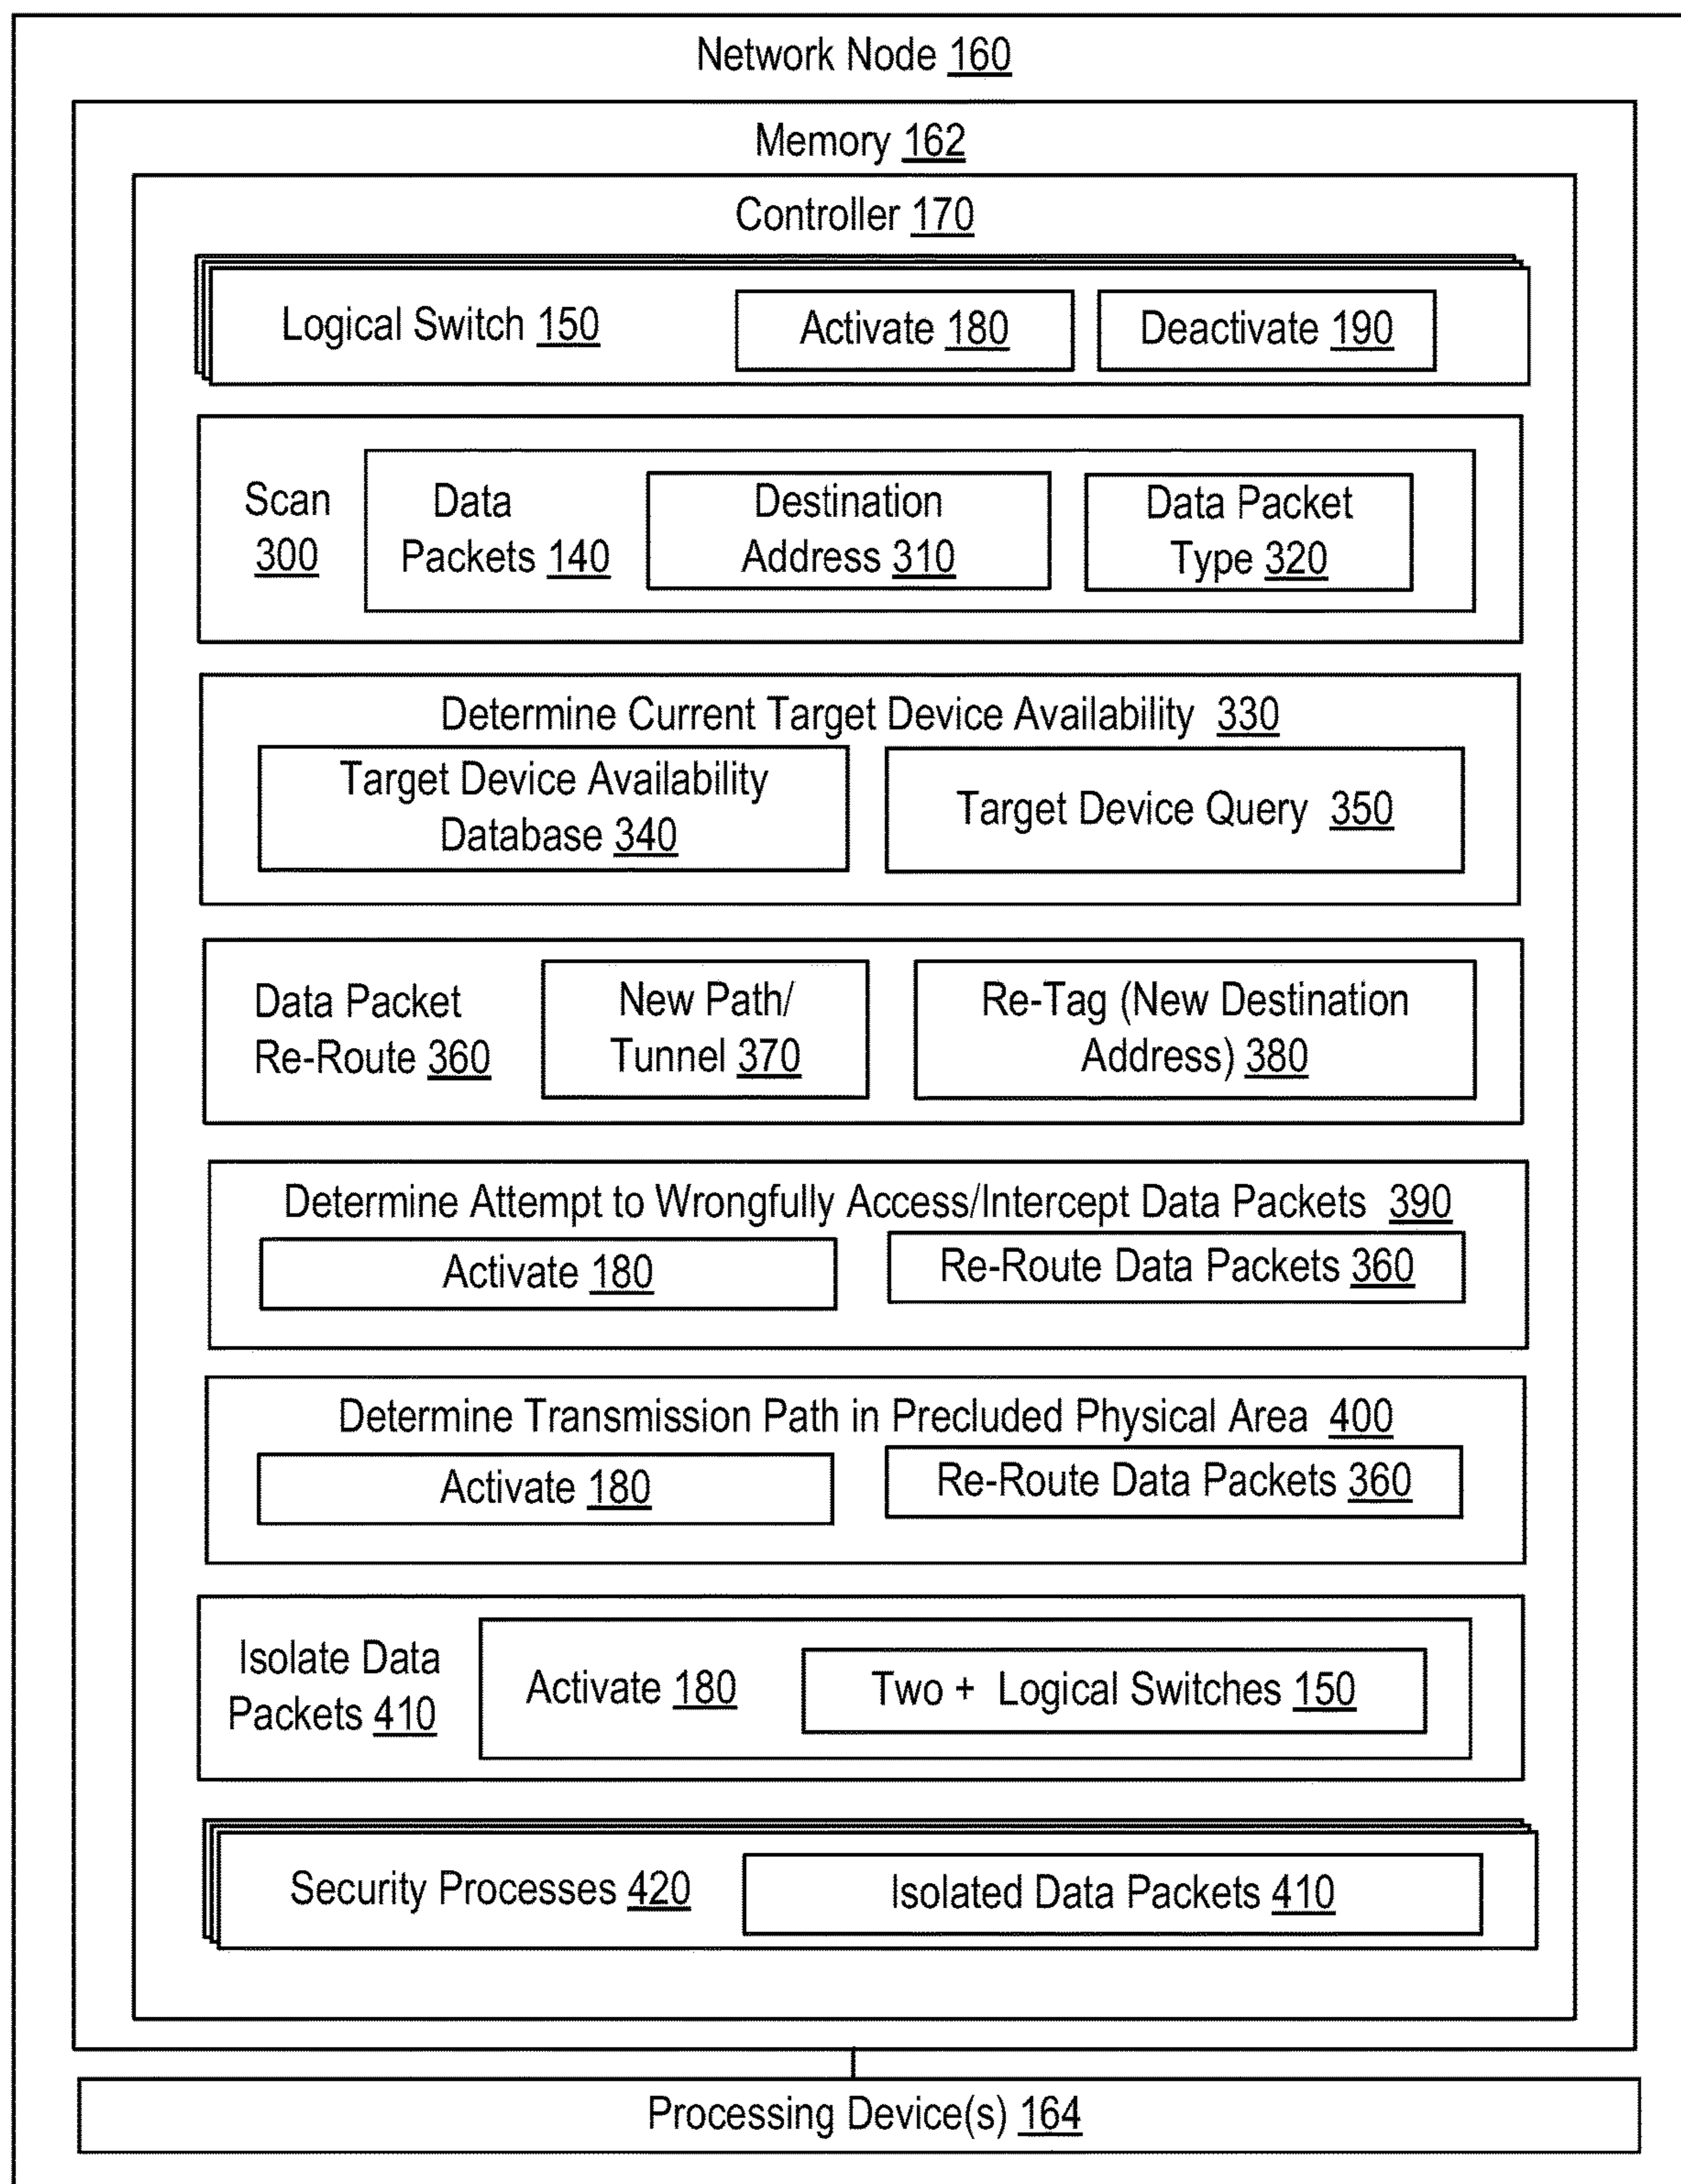 Network Node 160
Memory 162
Controller 170
Logical Switch 150
Activate 180
Deactivate 190
Scan
300
Data
Packets 140
Destination
Address 310
Data Packet
Type 320
Determine Current Target Device Availability 330
Target Device Availability
Database 340
Target Device Query 350
Data Packet
Re-Route 360
New Path/
Tunnel 370
Re-Tag (New Destination
Address) 380
Determine Attempt to Wrongfully Access/Intercept Data Packets 390
Activate 180
Re-Route Data Packets 360
Determine Transmission Path in Precluded Physical Area 400
Activate 180
Re-Route Data Packets 360
Isolate Data
Packets 410
Activate 180
Two + Logical Switches 150
Security Processes 420
Isolated Data Packets 410
Processing Device(s) 164